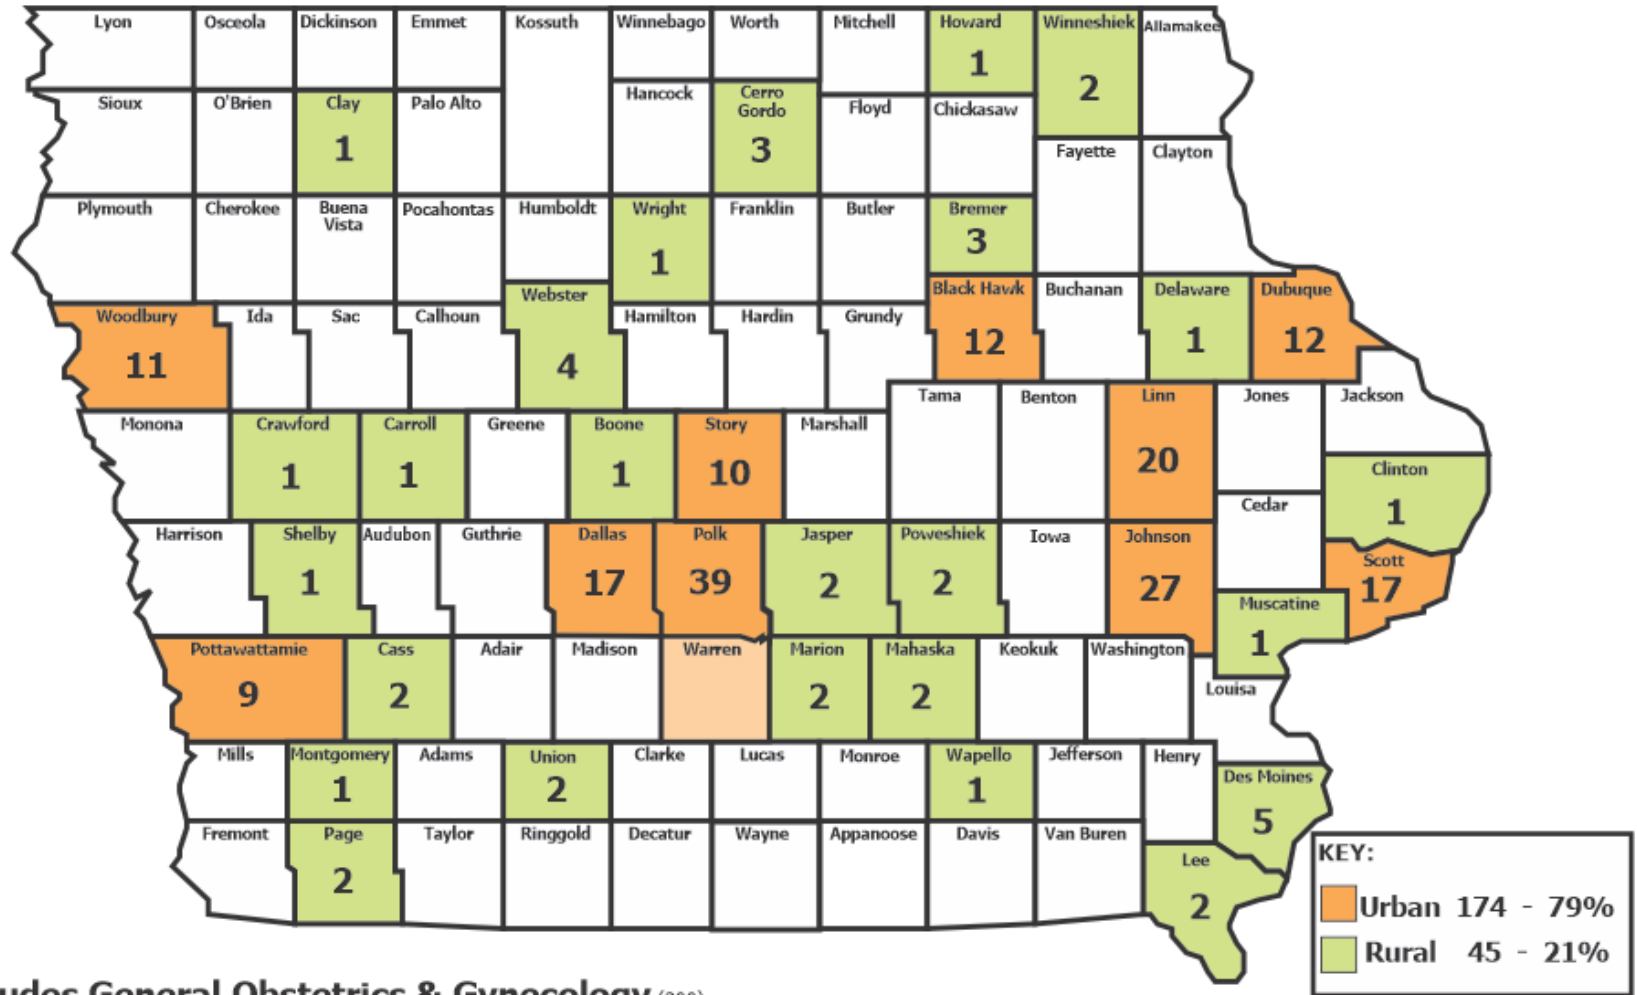 Lyon
Osceola
Dickinson
Emmet
Kossuth
Winnebago
Worth
Mitchell
Howard
1
Winneshiek
2
Allamakee
Sioux
O'Brien
Clay
1
Palo Alto
Hancock
Cerro
Gordo
3
Floyd
Chickasaw
Fayette
Clayton
Plymouth
Cherokee
Buena
Vista
Pocahontas
Humboldt
Wright
1
Franklin
Butler
Bremer
3
Woodbury
11
Ida
Sac
Calhoun
Webster
4
Hamilton
Hardin
Grundy
Black Hawk
12
Buchanan
Delaware
1
Dubuque
12
Monona
Crawford
1
Carroll
1
Greene
Boone
1
Story
10
Marshall
Tama
Benton
Linn
20
Jones
Jackson
Clinton
1
Cedar
Harrison
Shelby
1
Audubon
Guthrie
Dallas
17
Polk
39
Jasper
2
Poweshiek
2
Iowa
Johnson
27
Scott
17
Muscatine
1
Pottawattamie
9
Cass
2
Adair
Madison
Warren
Marion
2
Mahaska
2
Keokuk
Washington
Louisa
Mills
Montgomery
1
Adams
Union
2
Clarke
Lucas
Monroe
Wapello
1
Jefferson
Henry
Des Moines
5
Fremont
Page
2
Taylor
Ringgold
Decatur
Wayne
Appanoose
Davis
Van Buren
Lee
2
KEY:
Urban 174 - 79%
Rural 45 - 21%
General Obstetrics & Gynecology